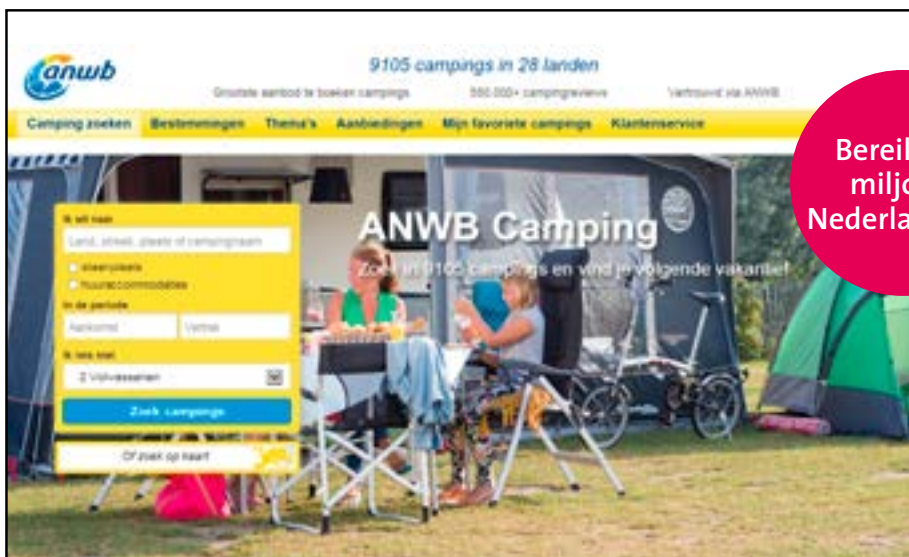 anwb
9105 campings in 28 landen
Grootste aanbod te boeken campings 550.000+ campingreviews Vertrouwd via ANWB
Camping zoeken Bestemmingen Thema's Aanbiedingen Mijn favoriete campings Klantenservice
Ik wil naar
Land, streek, plaats of campingnaam
staanplaats
huuraccommodaties
In de periode
Aankomst Vertrek
Ik reis met
2 Volwassenen
Zoek campings
Of zoek op kaart
ANWB Camping
Zoek in 9105 campings en vind je volgende vakantie!
Bereik
miljo
Nederla